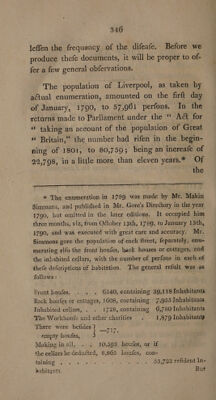 346
lessen the frequency of the disease. Before we
produce these documents, it will be proper to of-
fer a few general observations.
The population of Liverpool, as taken by
actual enumeration, amounted on the first day
of January, 1790, to 57,961 persons. In the
returns made to Parliament under the " Act for
" taking an account of the population of Great
" Britain," the number had risen in the begin-
ning of 1801, to 80,759; being an increase of
22,798, in a little more than eleven years.* Of
the
* The enumeration in 1789 was made by Mr. Makin
Simmons, and published in Mr. Gore's Directory in the year
1790, but omitted in the later editions. It occupied him
three months, viz. from October 13th, 1789, to January 13th,
1790, and was executed with great care and accuracy. Mr.
Simmons gave the population of each street, separately, enu-
merating also the front houses, back houses or cottages, and
the inhabited cellars, with the number of persons in each of
these descriptions of habitation. The general result was as
follows:
Front houses. . . . . 6540, containing 39,118 Inhabitants
Back houses or cottages, 1608, containing 7,955 Inhabitants
Inhabited cellars, . . . 1728, containing 6,780 Inhabitants
The Workhouse and other charities . 1,879 Inhabitants
There were besides
empty houses, } —717.
Making in all, . . . 10,593 houses, or if
the cellars be deducted, 8,865 houses, con-
taining . . . . . 55,732 resident In-
habitants.
But